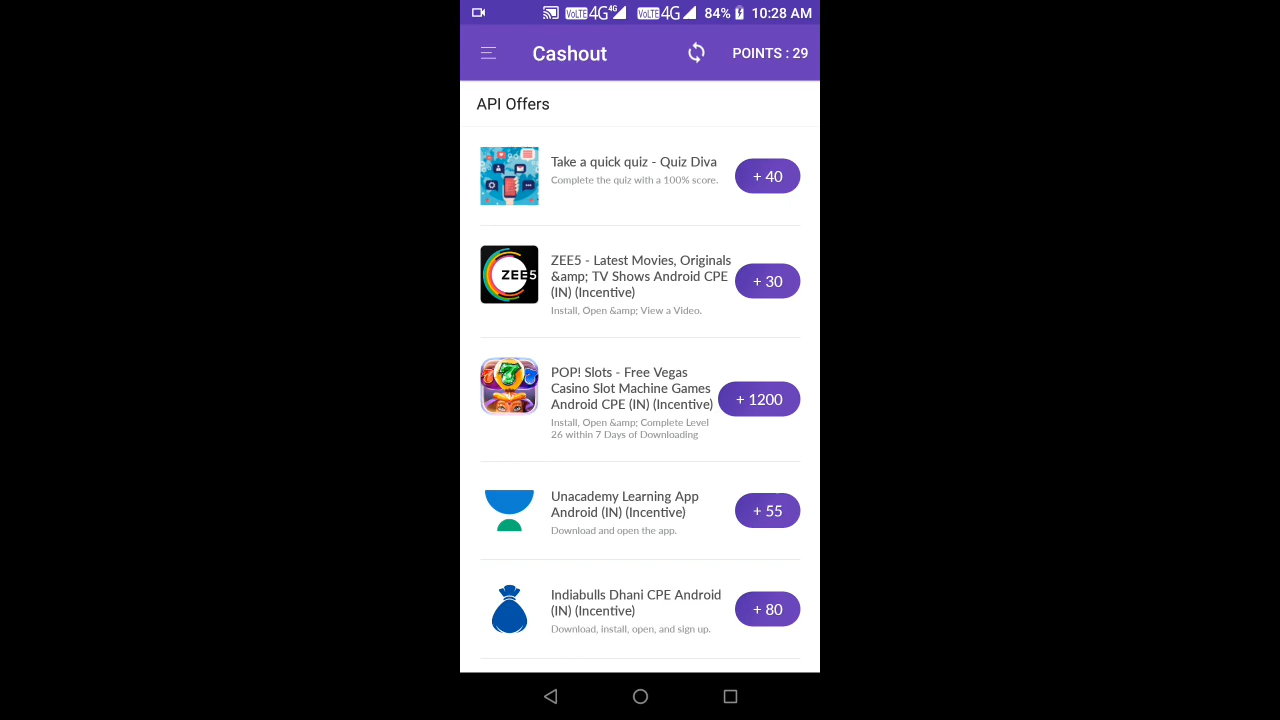 VoLTE 4G 4G VoLTE 4G 84% 10:28 AM
Cashout POINTS : 29
API Offers
Take a quick quiz - Quiz Diva
Complete the quiz with a 100% score.
+ 40
ZEE5
ZEE5 - Latest Movies, Originals
&amp; TV Shows Android CPE
(IN) (Incentive)
Install, Open &amp; View a Video.
+ 30
7
POP! Slots - Free Vegas
Casino Slot Machine Games
Android CPE (IN) (Incentive)
Install, Open &amp; Complete Level
26 within 7 Days of Downloading
+ 1200
Unacademy Learning App
Android (IN) (Incentive)
Download and open the app.
+ 55
Indiabulls Dhani CPE Android
(IN) (Incentive)
Download, install, open, and sign up.
+ 80